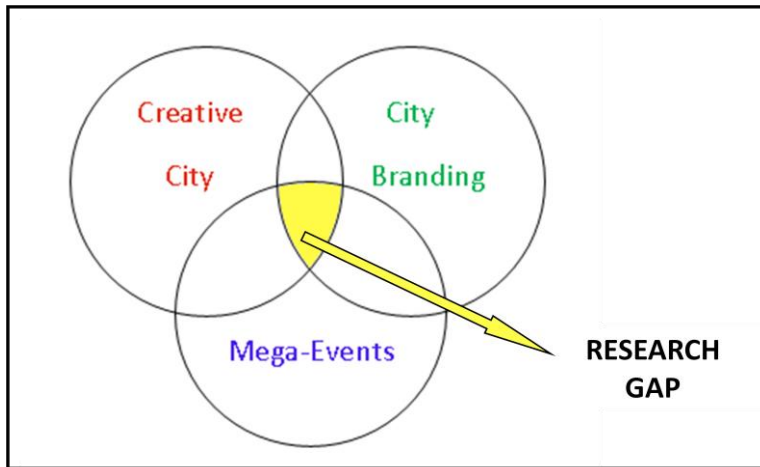 Creative
City
City
Branding
Mega-Events
RESEARCH
GAP